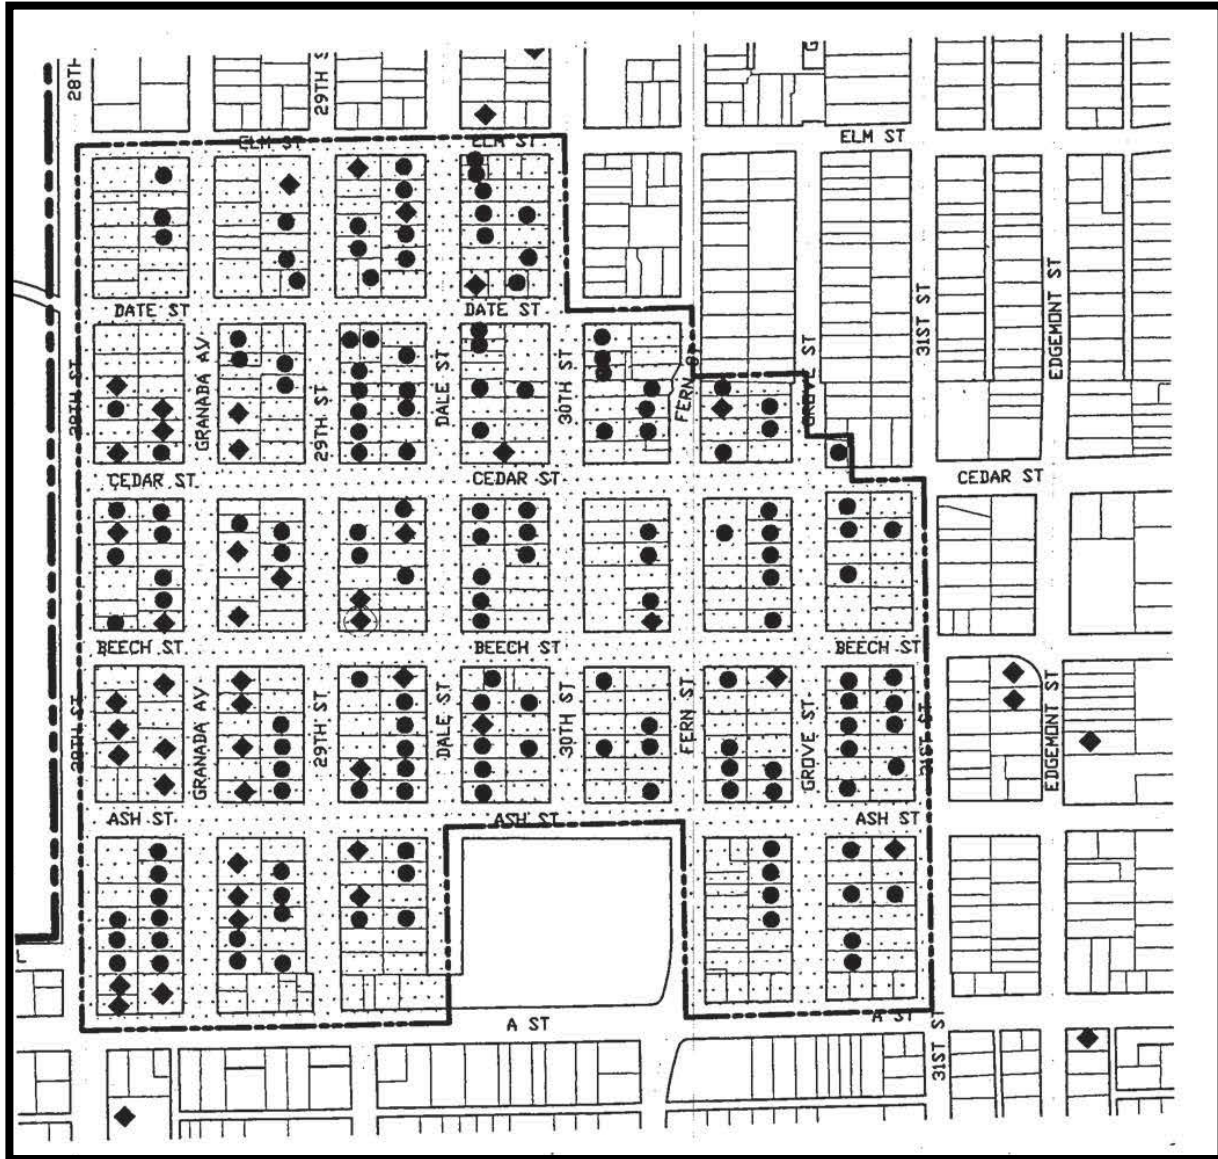 28TH
29TH S
G
ELM ST
ELM ST
ELM ST
DATE ST
DATE ST
28TH ST
GRANADA AV
29TH ST
DALE ST
30TH ST
FERN ST
GROVE ST
31ST ST
EDGEMONT ST
CEDAR ST
CEDAR ST
CEDAR ST
BEECH ST
BEECH ST
BEECH ST
28TH ST
GRANADA AV
29TH ST
DALE ST
30TH ST
FERN ST
GROVE ST
31ST ST
EDGEMONT ST
ASH ST
ASH ST
ASH ST
A ST
A ST
31ST ST